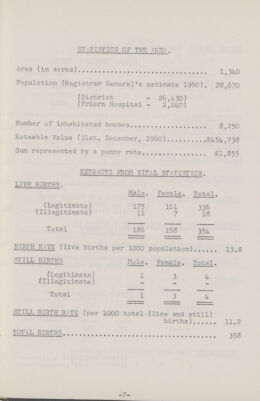 STATISTICS OF THE AREA.
Area (in acres)............................ 1,340
Population (Registrar General's estimate 1960). 28,670
(District - 26,430)
(Friern Hospital - 2,240)
Number of inhabited houses.................. 8,250
Rateable Value (31st. December, 1960)..........£454,738
Sum represented by a penny rate............... £1,855
EXTRACTS FROM VITAL STATISTICS.
LIVE BIRTHS.
Male. Female. Total.
(Legitimate) 175 161 336
(Illegitimate) 11 7 18
Total 186 168 354
BIRTH RATE (live births per 1000 population)...... 13.8
STILL BIRTHS Male. Female. Total.
(Legitimate) 1 3 4
(Illegitimate) - - -
Total 1 3 4
STILL BIRTH RATE (per 1000 total (live and still)
births)...... 11.2
TOTAL BIRTHS.................................. 358
-7-